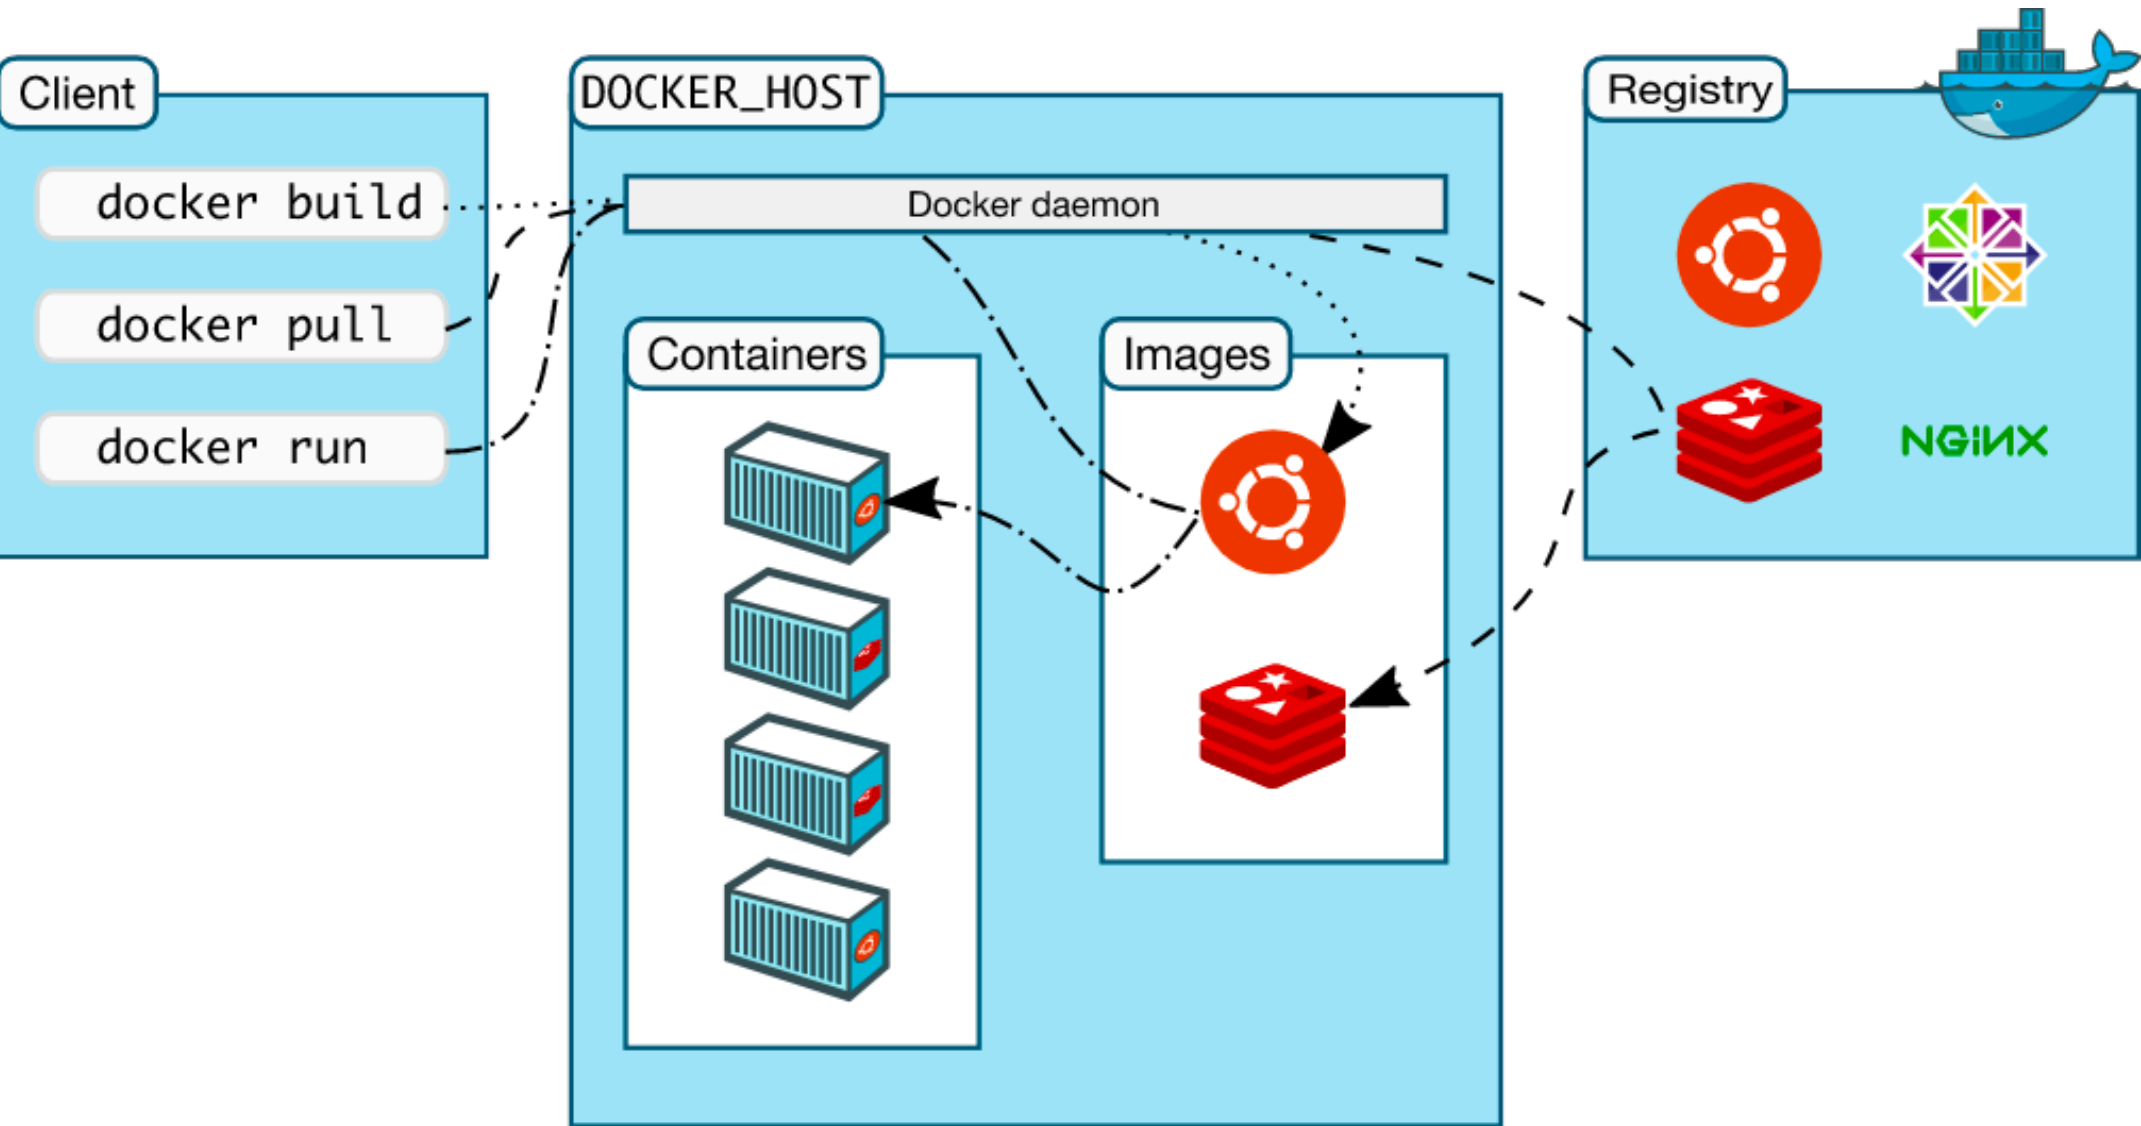 Client
docker build
docker pull
docker run
DOCKER_HOST
Docker daemon
Containers
Images
Registry
NGiNX